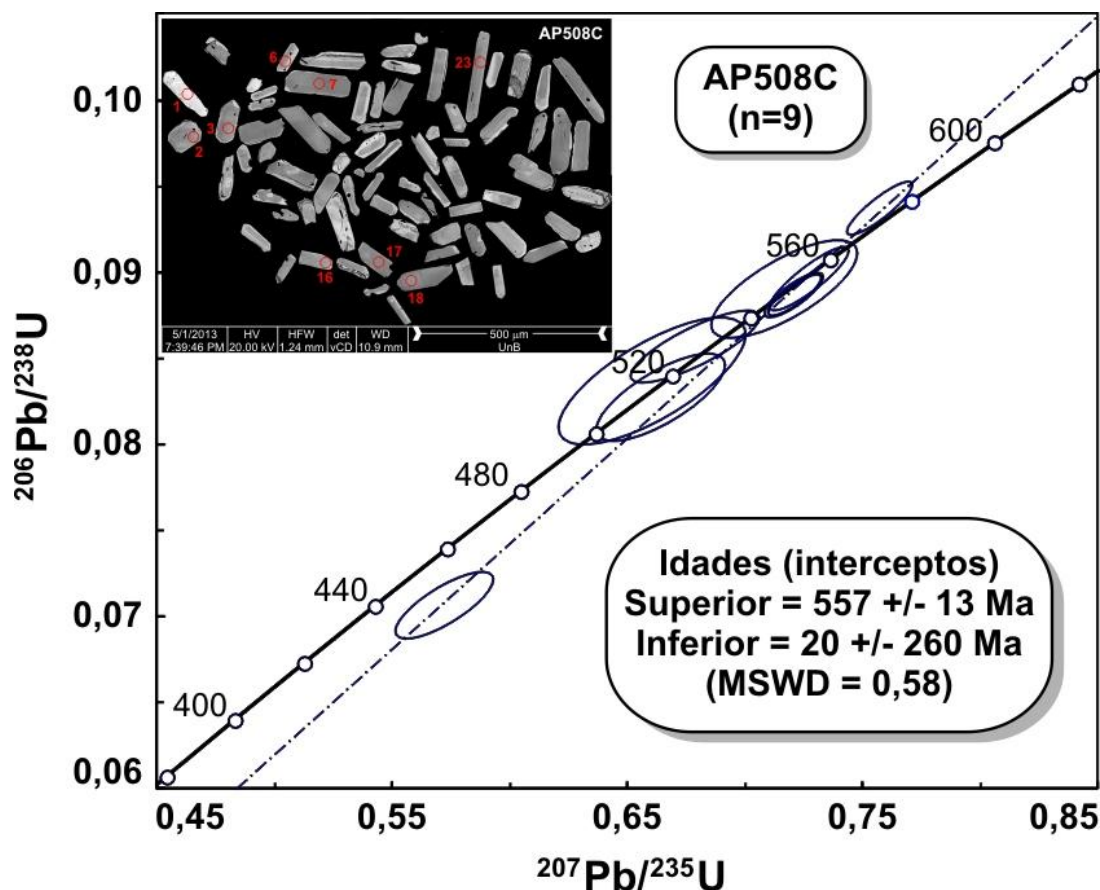 AP508C
6
23
7
1
3
2
17
16
18
5/1/2013 HV HFW det WD 500 µm
7:39:46 PM 20.00 kV 1.24 mm vCD 10.9 mm UnB
AP508C
(n=9)
600
560
520
480
440
400
0,10
0,09
0,08
0,07
0,06
²⁰⁶Pb/²³⁸U
Idades (interceptos)
Superior = 557 +/- 13 Ma
Inferior = 20 +/- 260 Ma
(MSWD = 0,58)
0,45 0,55 0,65 0,75 0,85
²⁰⁷Pb/²³⁵U